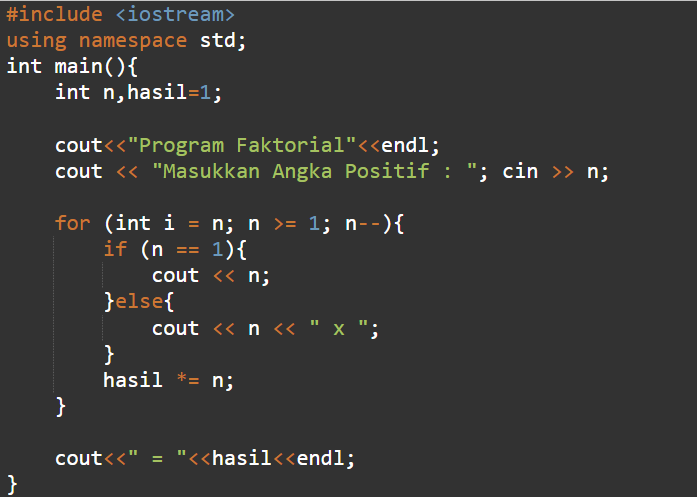 #include <iostream>
using namespace std;
int main(){
    int n,hasil=1;

    cout<<"Program Faktorial"<<endl;
    cout << "Masukkan Angka Positif : "; cin >> n;

    for (int i = n; n >= 1; n--){
        if (n == 1){
            cout << n;
        }else{
            cout << n << " x ";
        }
        hasil *= n;
    }

    cout<<" = "<<hasil<<endl;
}